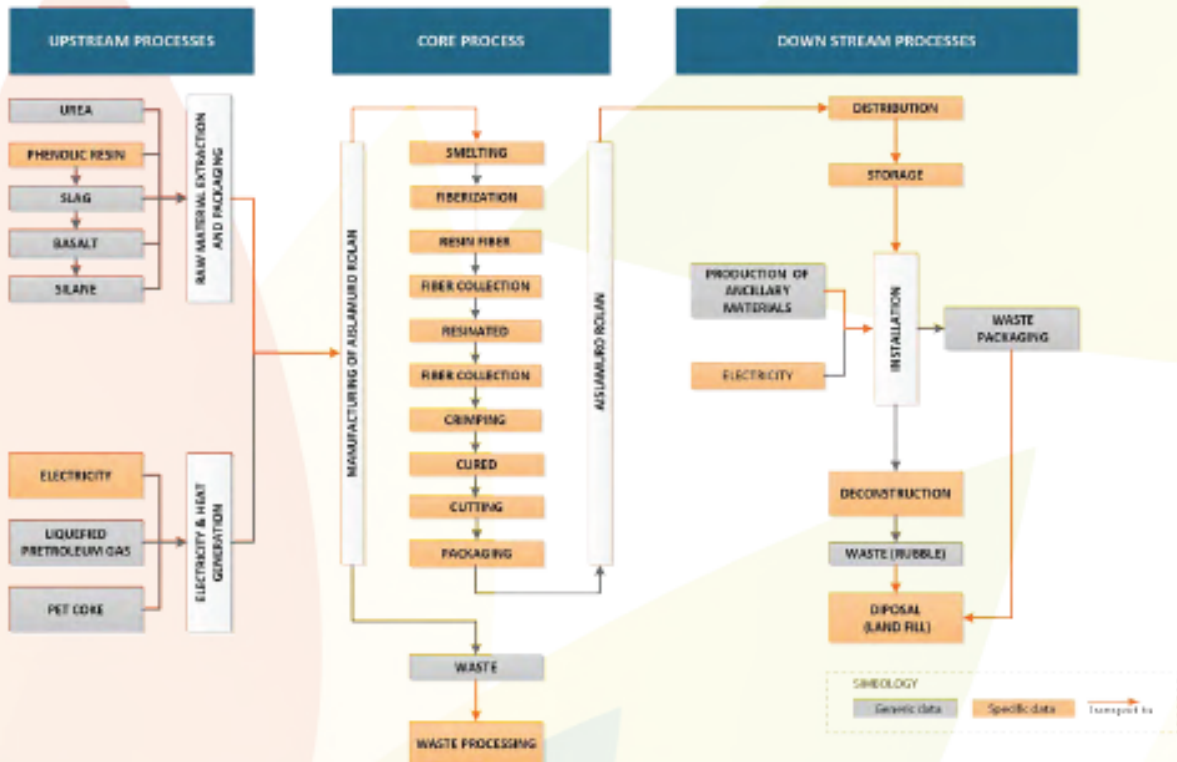 UPSTREAM PROCESSES
UREA
PHENOLIC RESIN
SLAG
BASALT
SILANE
RAW MATERIAL EXTRACTION
AND PACKAGING
ELECTRICITY
LIQUEFIED
PRETROLEUM GAS
PET COKE
ELECTRICITY & HEAT
GENERATION
CORE PROCESS
MANUFACTURING OF AISLAMURO ROLAN
SMELTING
FIBERIZATION
RESIN FIBER
FIBER COLLECTION
RESINATED
FIBER COLLECTION
CRIMPING
CURED
CUTTING
PACKAGING
WASTE
WASTE PROCESSING
AISLAMURO ROLAN
DOWN STREAM PROCESSES
DISTRIBUTION
STORAGE
PRODUCTION OF
ANCILLARY
MATERIALS
ELECTRICITY
INSTALLATION
WASTE
PACKAGING
DECONSTRUCTION
WASTE (RUBBLE)
DIPOSAL
(LAND FILL)
SIMBOLOGY
Generic data
Specific data
Transport to